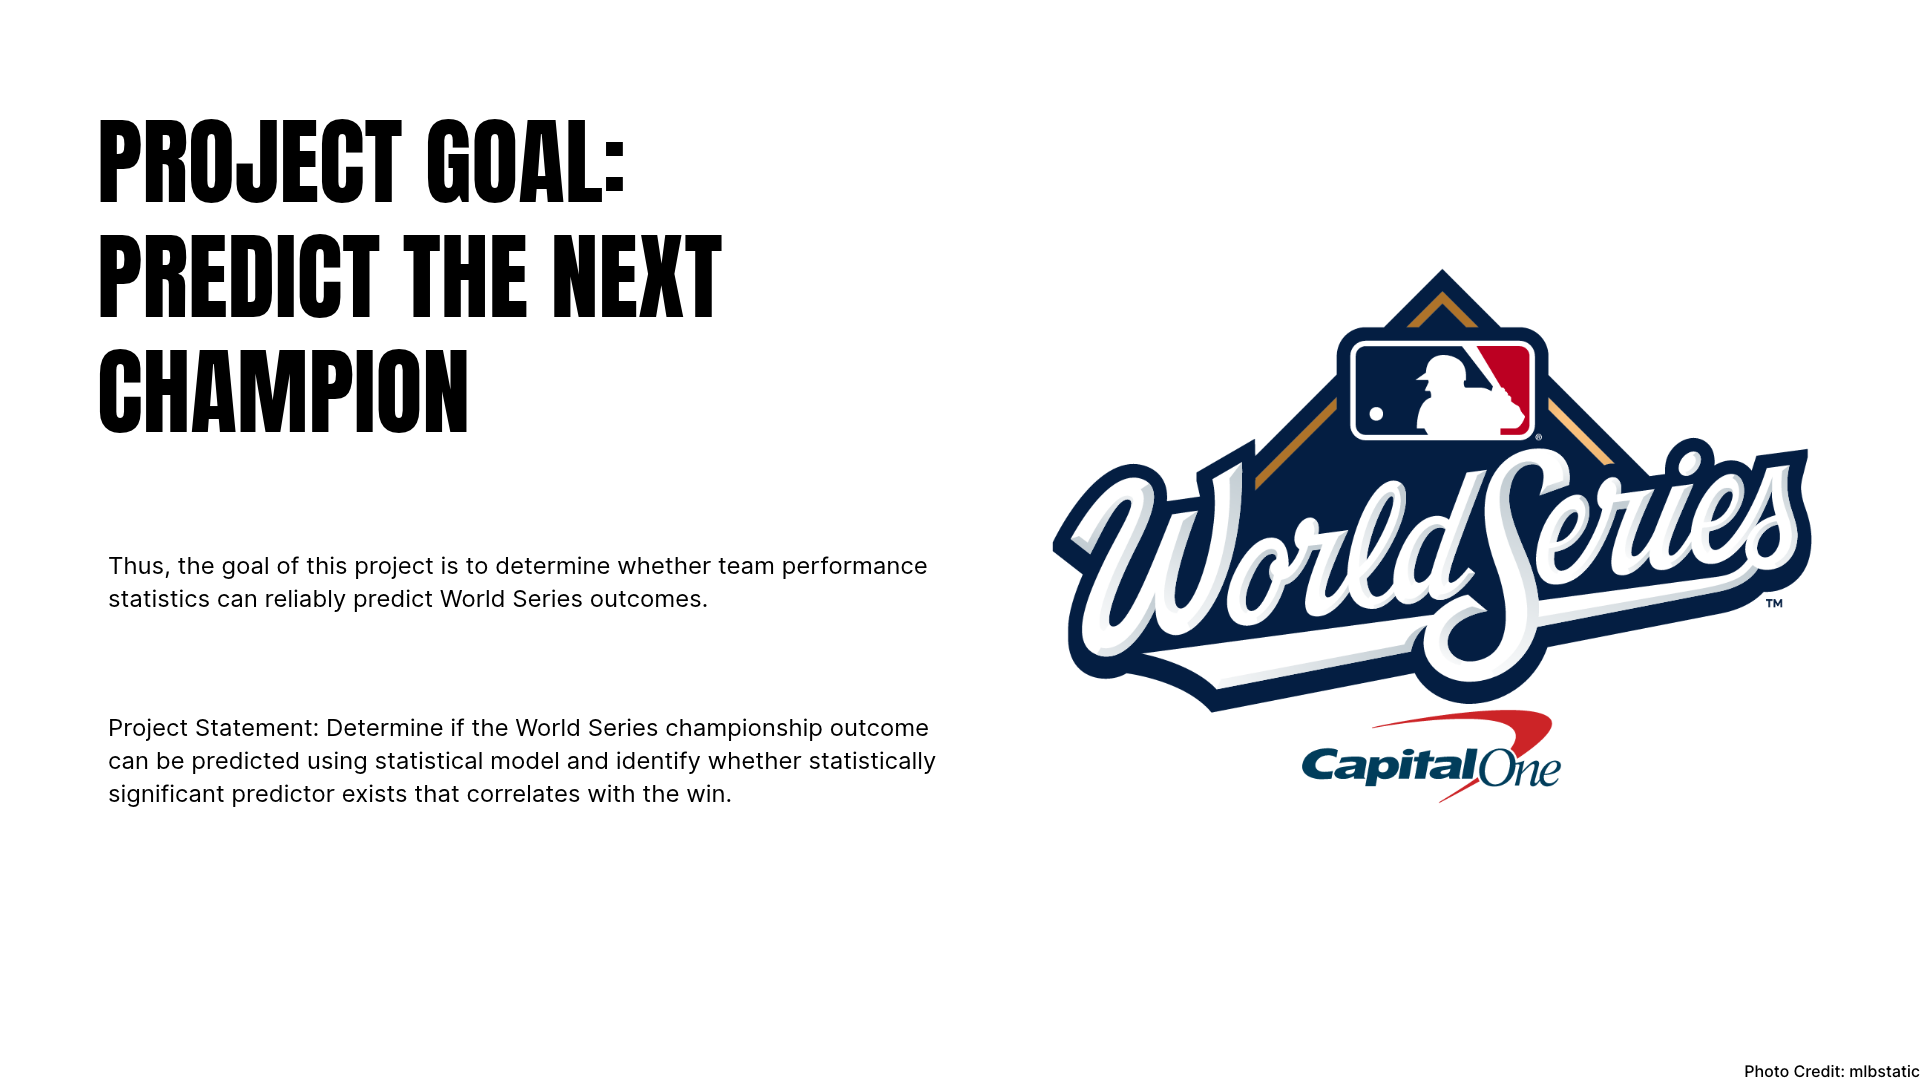 PROJECT GOAL:
PREDICT THE NEXT
CHAMPION
Thus, the goal of this project is to determine whether team performance
statistics can reliably predict World Series outcomes.
Project Statement: Determine if the World Series championship outcome
can be predicted using statistical model and identify whether statistically
significant predictor exists that correlates with the win.
®
World Series
TM
Capital One
Photo Credit: mlbstatic